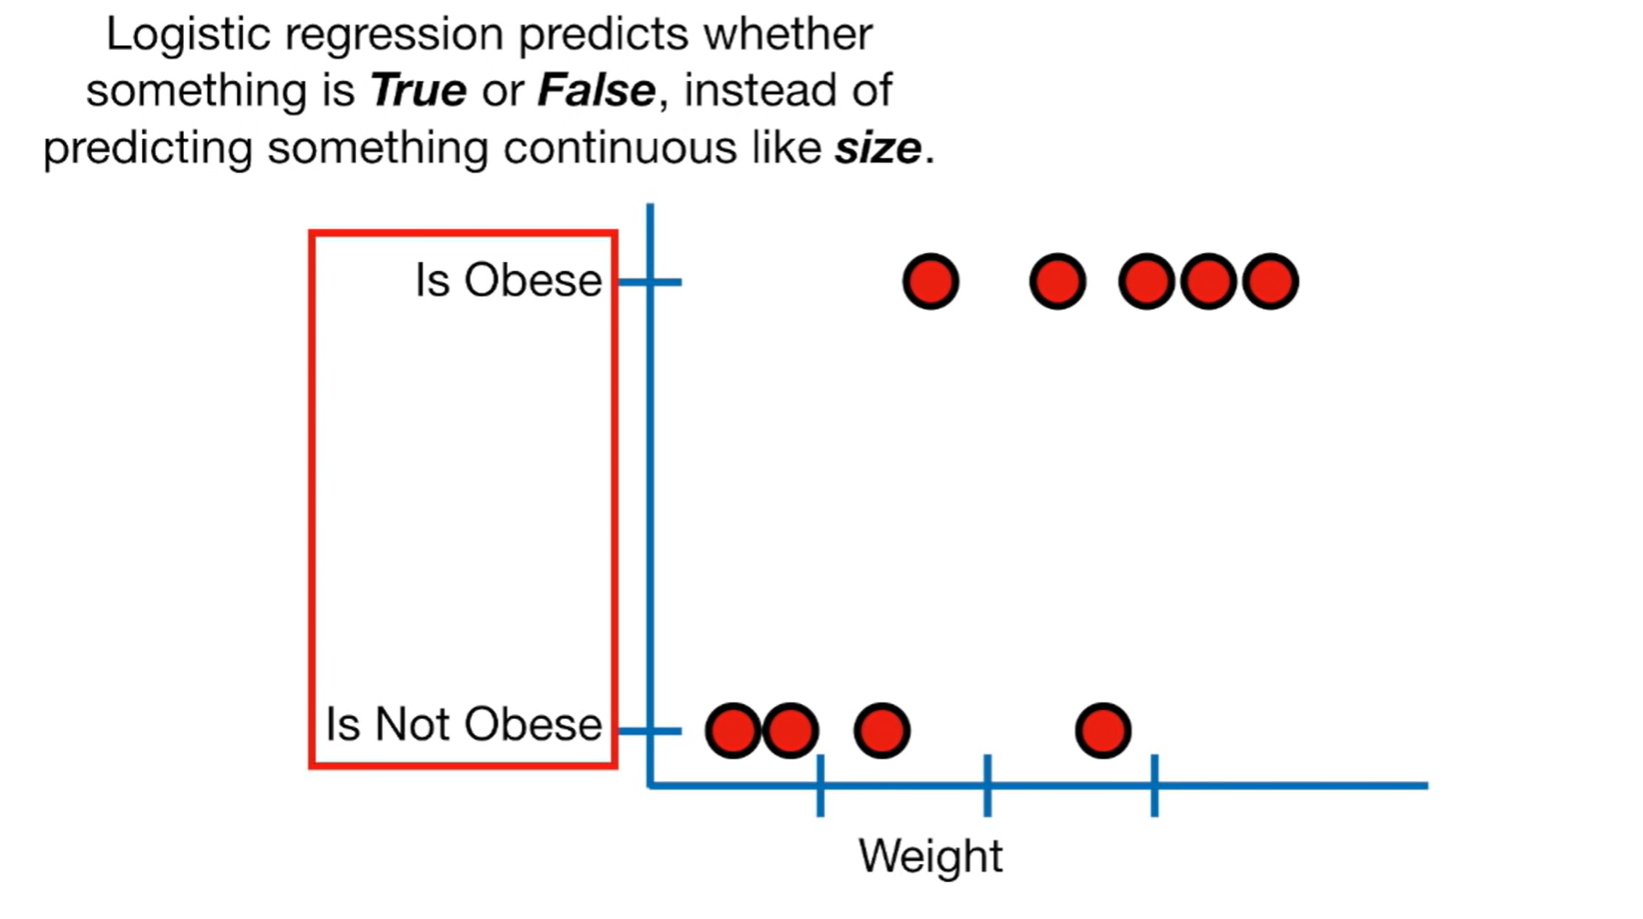 Logistic regression predicts whether
something is True or False, instead of
predicting something continuous like size.
Is Obese
Is Not Obese
Weight